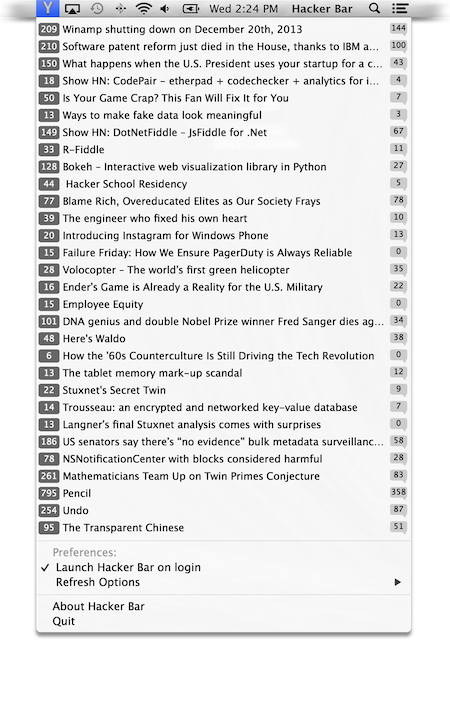 Y Wed 2:24 PM Hacker Bar
209 Winamp shutting down on December 20th, 2013 144
210 Software patent reform just died in the House, thanks to IBM a... 100
150 What happens when the U.S. President uses your startup for a c... 43
18 Show HN: CodePair - etherpad + codechecker + analytics for i... 4
50 Is Your Game Crap? This Fan Will Fix It for You 7
13 Ways to make fake data look meaningful 3
149 Show HN: DotNetFiddle - JsFiddle for .Net 67
33 R-Fiddle 11
128 Bokeh - Interactive web visualization library in Python 27
44 Hacker School Residency 5
77 Blame Rich, Overeducated Elites as Our Society Frays 78
39 The engineer who fixed his own heart 10
20 Introducing Instagram for Windows Phone 13
15 Failure Friday: How We Ensure PagerDuty is Always Reliable 0
28 Volocopter – The world's first green helicopter 35
16 Ender's Game is Already a Reality for the U.S. Military 22
15 Employee Equity 0
101 DNA genius and double Nobel Prize winner Fred Sanger dies ag... 34
48 Here's Waldo 38
6 How the '60s Counterculture Is Still Driving the Tech Revolution 0
13 The tablet memory mark-up scandal 12
22 Stuxnet's Secret Twin 9
14 Trousseau: an encrypted and networked key-value database 7
13 Langner's final Stuxnet analysis comes with surprises 0
186 US senators say there's “no evidence” bulk metadata surveillanc... 58
78 NSNotificationCenter with blocks considered harmful 28
261 Mathematicians Team Up on Twin Primes Conjecture 83
795 Pencil 358
254 Undo 87
95 The Transparent Chinese 51
Preferences:
✓ Launch Hacker Bar on login
Refresh Options
About Hacker Bar
Quit